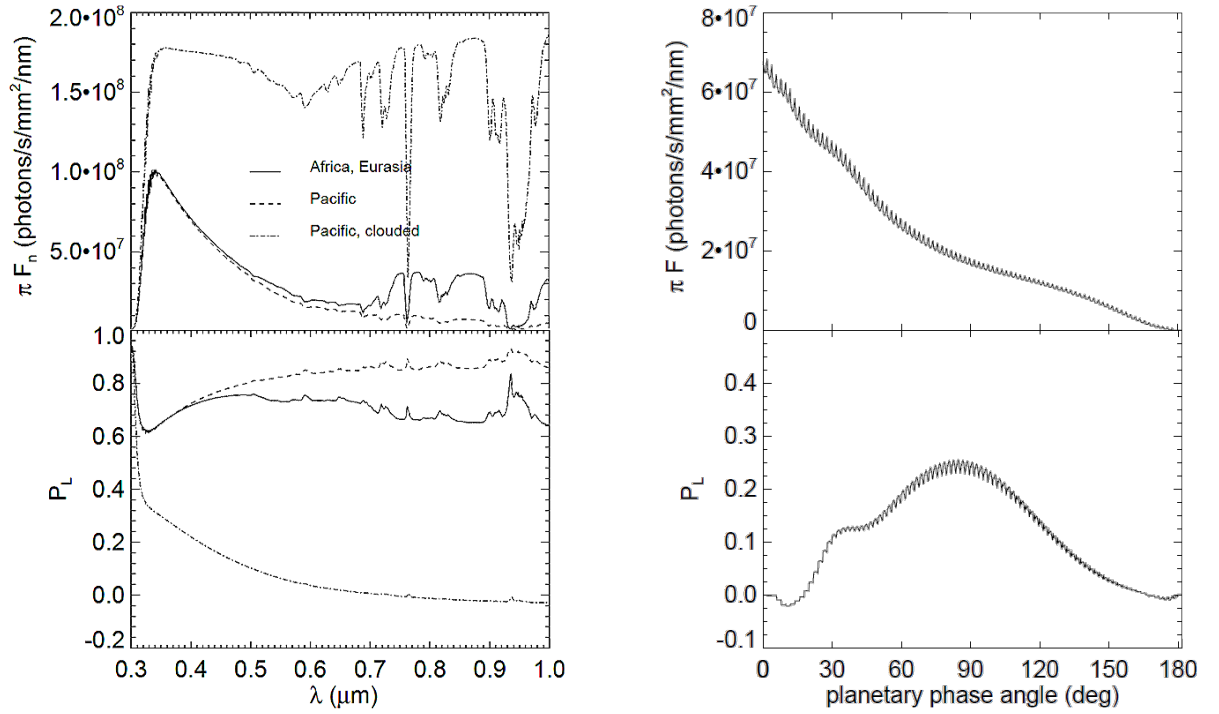 2.0•10⁸
1.5•10⁸
1.0•10⁸
5.0•10⁷
π Fₙ (photons/s/mm²/nm)
Africa, Eurasia
Pacific
Pacific, clouded
1.0
0.8
0.6
0.4
0.2
0.0
-0.2
P_L
0.3 0.4 0.5 0.6 0.7 0.8 0.9 1.0
λ (μm)
8•10⁷
6•10⁷
4•10⁷
2•10⁷
0
π F (photons/s/mm²/nm)
0.4
0.3
0.2
0.1
0.0
-0.1
P_L
0 30 60 90 120 150 180
planetary phase angle (deg)